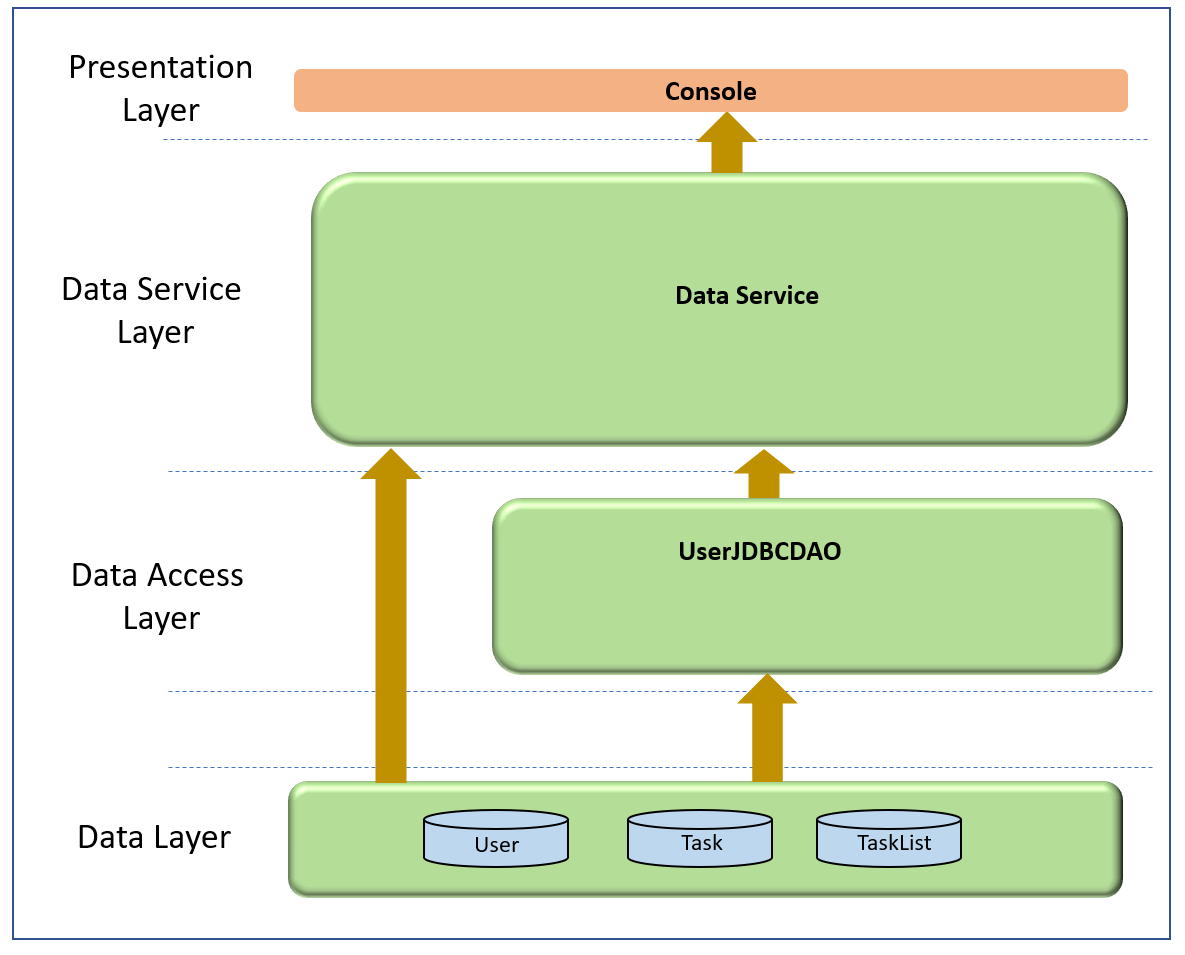 Presentation
Layer
Console
Data Service
Layer
Data Service
Data Access
Layer
UserJDBCDAO
Data Layer
User
Task
TaskList